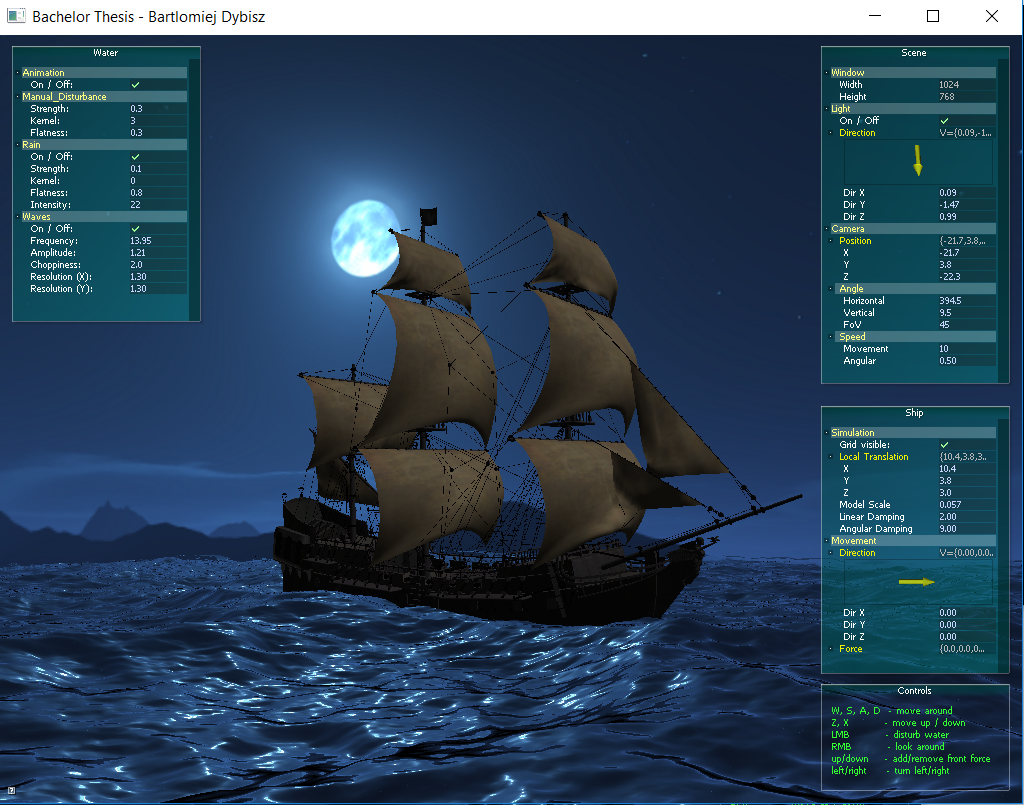 Bachelor Thesis - Bartlomiej Dybisz
Water
Animation
On / Off:
Manual_Disturbance
Strength: 0.3
Kernel: 3
Flatness: 0.3
Rain
On / Off:
Strength: 0.1
Kernel: 0
Flatness: 0.8
Intensity: 22
Waves
On / Off:
Frequency: 13.95
Amplitude: 1.21
Choppiness: 2.0
Resolution (X): 1.30
Resolution (Y): 1.30
Scene
Window
Width 1024
Height 768
Light
On / Off
Direction V={0.09,-1...
Dir X 0.09
Dir Y -1.47
Dir Z 0.99
Camera
Position {-21.7,3.8,..
X -21.7
Y 3.8
Z -22.3
Angle
Horizontal 394.5
Vertical 9.5
FoV 45
Speed
Movement 10
Angular 0.50
Ship
Simulation
Grid visible:
Local Translation {10.4,3.8,3..
X 10.4
Y 3.8
Z 3.0
Model Scale 0.057
Linear Damping 2.00
Angular Damping 9.00
Movement
Direction V={0.00,0.0..
Dir X 0.00
Dir Y 0.00
Dir Z 0.00
Force {0.0,0.0,0...
Controls
W, S, A, D - move around
Z, X - move up / down
LMB - disturb water
RMB - look around
up/down - add/remove front force
left/right - turn left/right
?